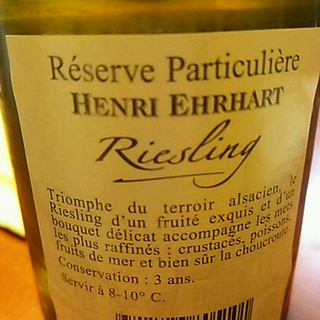 Réserve Particulière
HENRI EHRHART
Riesling
Triomphe du terroir alsacien, le
Riesling d'un fruité exquis et d'un
bouquet délicat accompagne les mets
les plus raffinés : crustacés, poissons,
fruits de mer et bien sûr la choucroute.
Conservation : 3 ans.
Servir à 8-10° C.